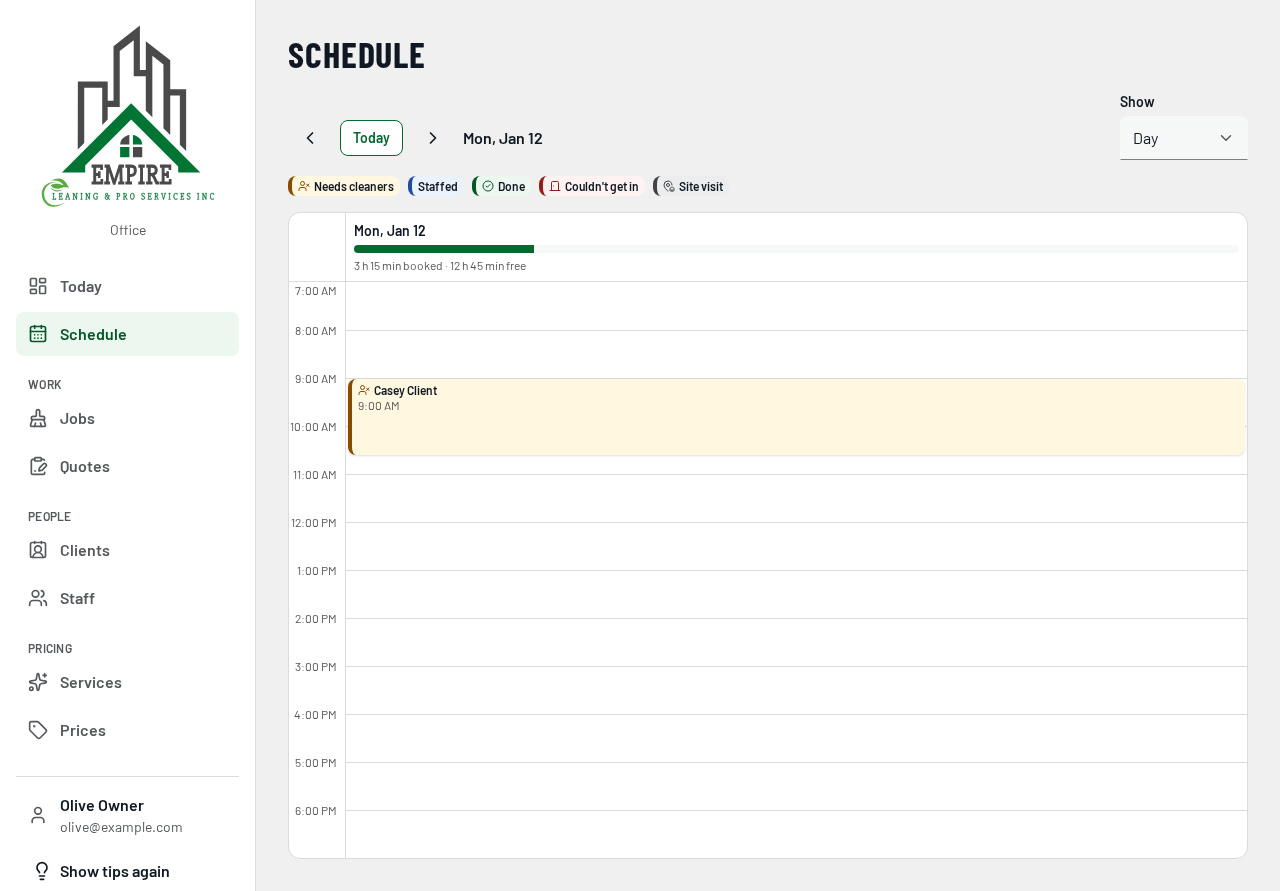 EMPIRE
LEANING & PRO SERVICES INC
Office
Today
Schedule
WORK
Jobs
Quotes
PEOPLE
Clients
Staff
PRICING
Services
Prices
Olive Owner
olive@example.com
Show tips again
SCHEDULE
Today
Mon, Jan 12
Show
Day
Needs cleaners
Staffed
Done
Couldn't get in
Site visit
Mon, Jan 12
3 h 15 min booked · 12 h 45 min free
7:00 AM
8:00 AM
9:00 AM
Casey Client
9:00 AM
10:00 AM
11:00 AM
12:00 PM
1:00 PM
2:00 PM
3:00 PM
4:00 PM
5:00 PM
6:00 PM